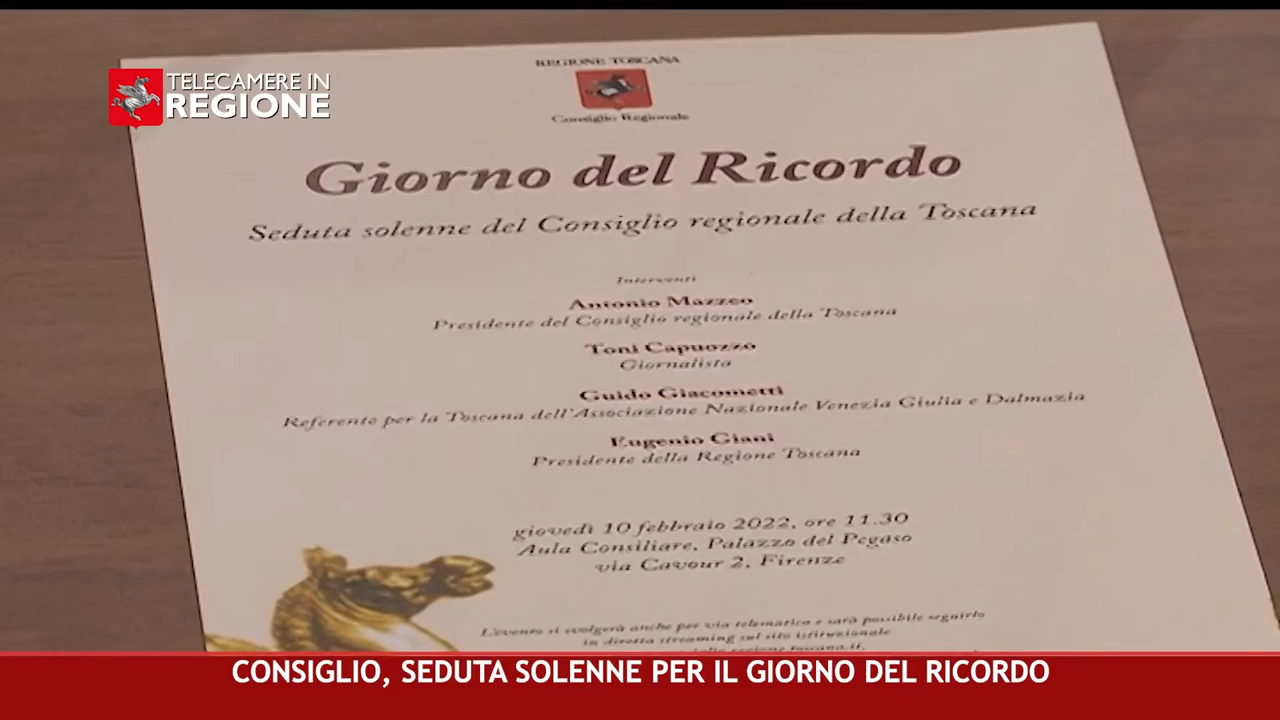 REGIONE TOSCANA
TELECAMERE IN
REGIONE
Consiglio Regionale
Giorno del Ricordo
Seduta solenne del Consiglio regionale della Toscana
Interventi
Antonio Mazzeo
Presidente del Consiglio regionale della Toscana
Toni Capuozzo
Giornalista
Guido Giacometti
Referente per la Toscana dell'Associazione Nazionale Venezia Giulia e Dalmazia
Eugenio Giani
Presidente della Regione Toscana
giovedì 10 febbraio 2022, ore 11.30
Aula Consiliare, Palazzo del Pegaso
via Cavour 2, Firenze
L'evento si svolgerà anche per via telematica e sarà possibile seguirlo
in diretta streaming sul sito istituzionale
CONSIGLIO, SEDUTA SOLENNE PER IL GIORNO DEL RICORDO